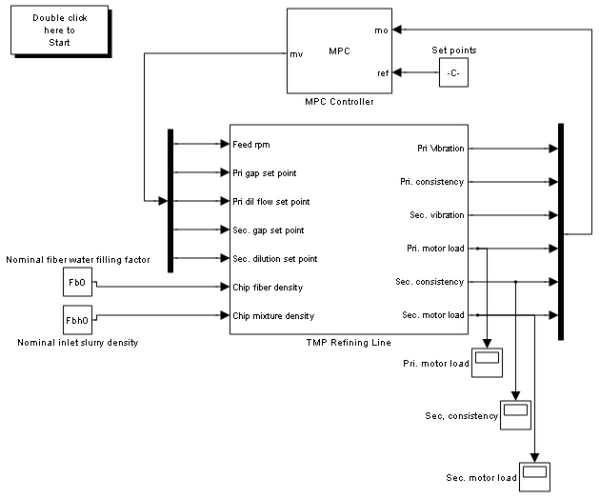 Double click
here to
Start
mo
MPC
mv
ref
Set points
-C-
MPC Controller
Feed rpm
Pri gap set point
Pri dil flow set point
Sec. gap set point
Sec. dilution set point
Chip fiber density
Chip mixture density
Pri Vibration
Pri. consistency
Sec. vibration
Pri. motor load
Sec. consistency
Sec. motor load
Nominal fiber water filling factor
Fb0
Fbh0
Nominal inlet slurry density
TMP Refining Line
Pri. motor load
Sec, consistency
Sec. motor load